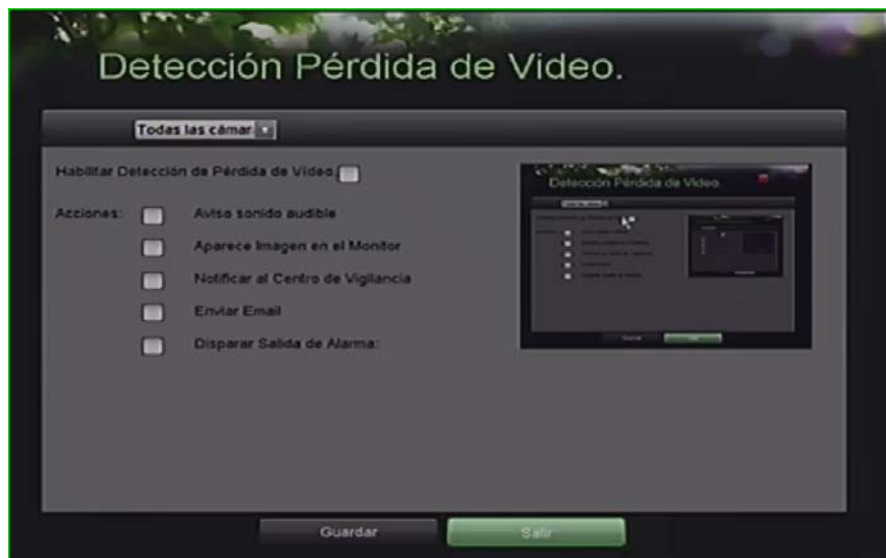 Detección Pérdida de Video.
Todas las cámar
Habilitar Detección de Pérdida de Video.
Acciones:
Aviso sonido audible
Aparece Imagen en el Monitor
Notificar al Centro de Vigilancia
Enviar Email
Disparar Salida de Alarma:
Detección Pérdida de Video.
Guardar
Salir